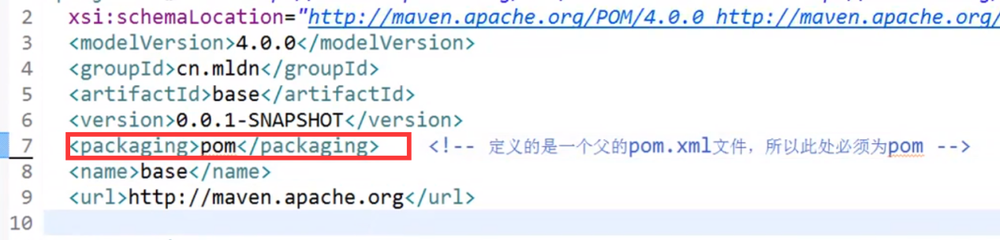 2 xsi:schemaLocation="http://maven.apache.org/POM/4.0.0 http://maven.apache.org/
3 <modelVersion>4.0.0</modelVersion>
4 <groupId>cn.mldn</groupId>
5 <artifactId>base</artifactId>
6 <version>0.0.1-SNAPSHOT</version>
7 <packaging>pom</packaging> <!-- 定义的是一个父的pom.xml文件，所以此处必须为pom -->
8 <name>base</name>
9 <url>http://maven.apache.org</url>
10